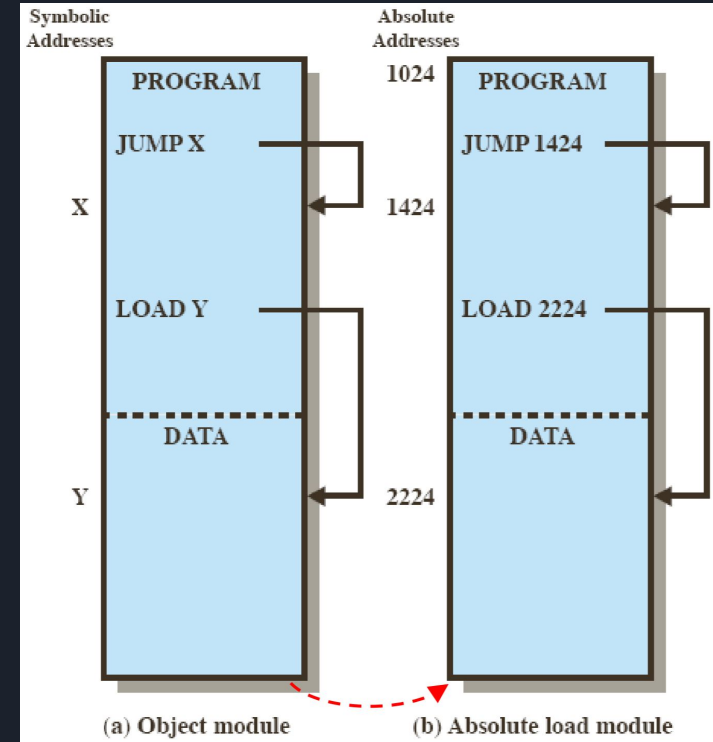 Symbolic
Addresses
PROGRAM
JUMP X
X
LOAD Y
DATA
Y
(a) Object module
Absolute
Addresses
1024
PROGRAM
JUMP 1424
1424
LOAD 2224
DATA
2224
(b) Absolute load module